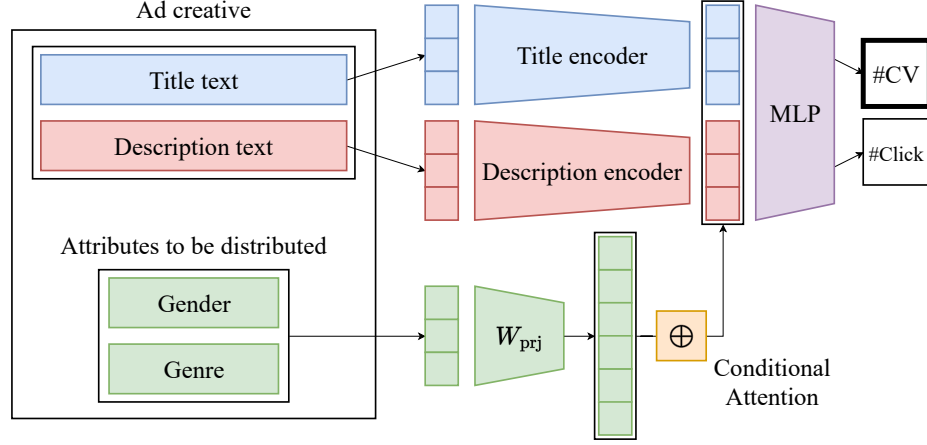 Ad creative
Title text
Description text
Attributes to be distributed
Gender
Genre
Title encoder
Description encoder
W_prj
⊕
Conditional
Attention
MLP
#CV
#Click